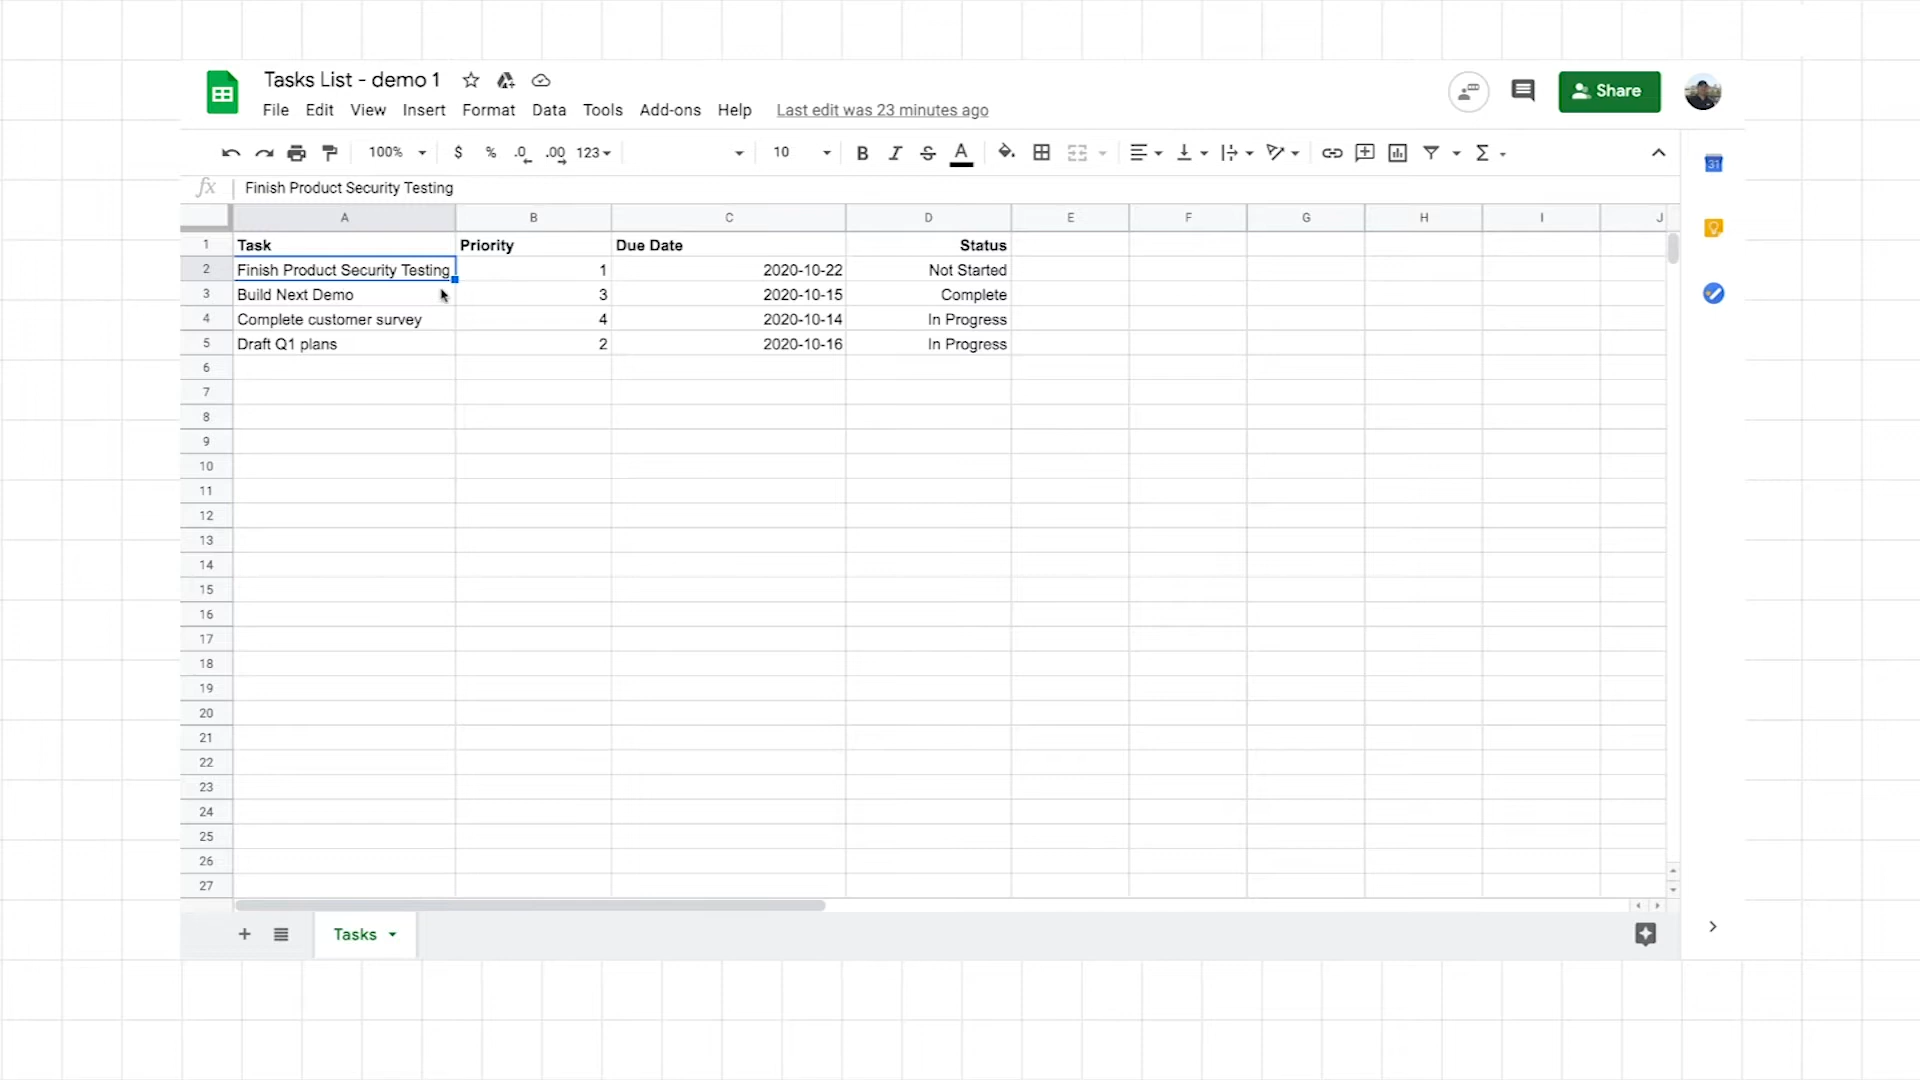 Tasks List - demo 1
File Edit View Insert Format Data Tools Add-ons Help Last edit was 23 minutes ago
Share
100% $ % .0 .00 123 10 B I S A Σ
31
fx Finish Product Security Testing
A B C D E F G H I J
1 Task Priority Due Date Status
2 Finish Product Security Testing 1 2020-10-22 Not Started
3 Build Next Demo 3 2020-10-15 Complete
4 Complete customer survey 4 2020-10-14 In Progress
5 Draft Q1 plans 2 2020-10-16 In Progress
6
7
8
9
10
11
12
13
14
15
16
17
18
19
20
21
22
23
24
25
26
27
Tasks